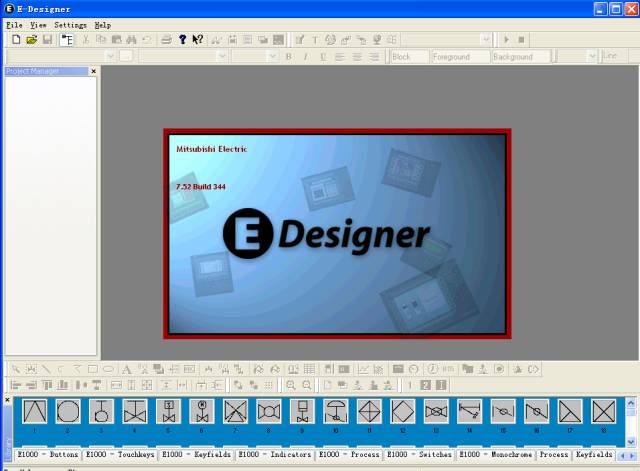 E-Designer
File View Settings Help
B I U Block Foreground Background Line
Project Manager
Mitsubishi Electric
7.52 Build 344
E Designer
1 2 3 4 5 6 7 8 9 10 11 12 13 14 15 16 17 18
Library
E1000 - Buttons E1000 - Touchkeys E1000 - Keyfields E1000 - Indicators E1000 - Process E1000 - Switches E1000 - Monochrome Process Keyfields